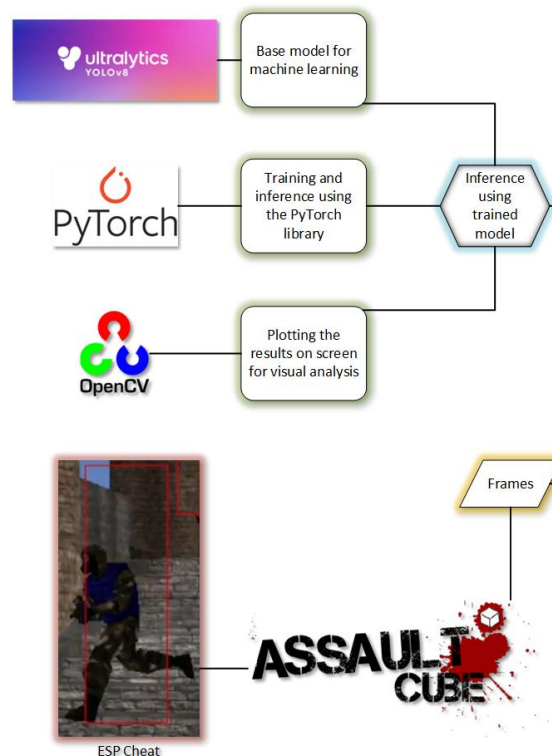 ultralytics
YOLOv8
Base model for
machine learning
PyTorch
Training and
inference using
the PyTorch
library
Inference
using
trained
model
OpenCV
Plotting the
results on screen
for visual analysis
Frames
ASSAULT
CUBE
ESP Cheat